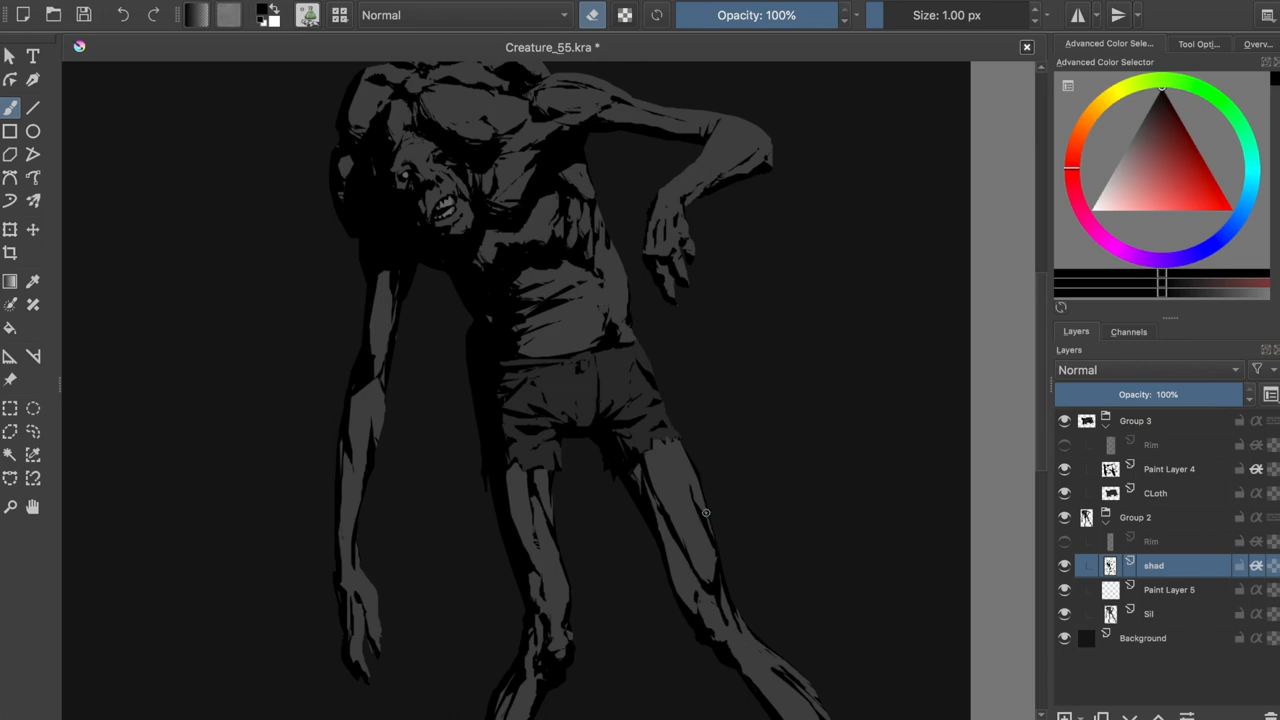 Normal
Opacity: 100%
Size: 1.00 px
Creature_55.kra *
Advanced Color Sele...
Tool Opti...
Overv...
Advanced Color Selector
Layers
Channels
Layers
Normal
Opacity: 100%
Group 3
Rim
Paint Layer 4
CLoth
Group 2
Rim
shad
Paint Layer 5
Sil
Background